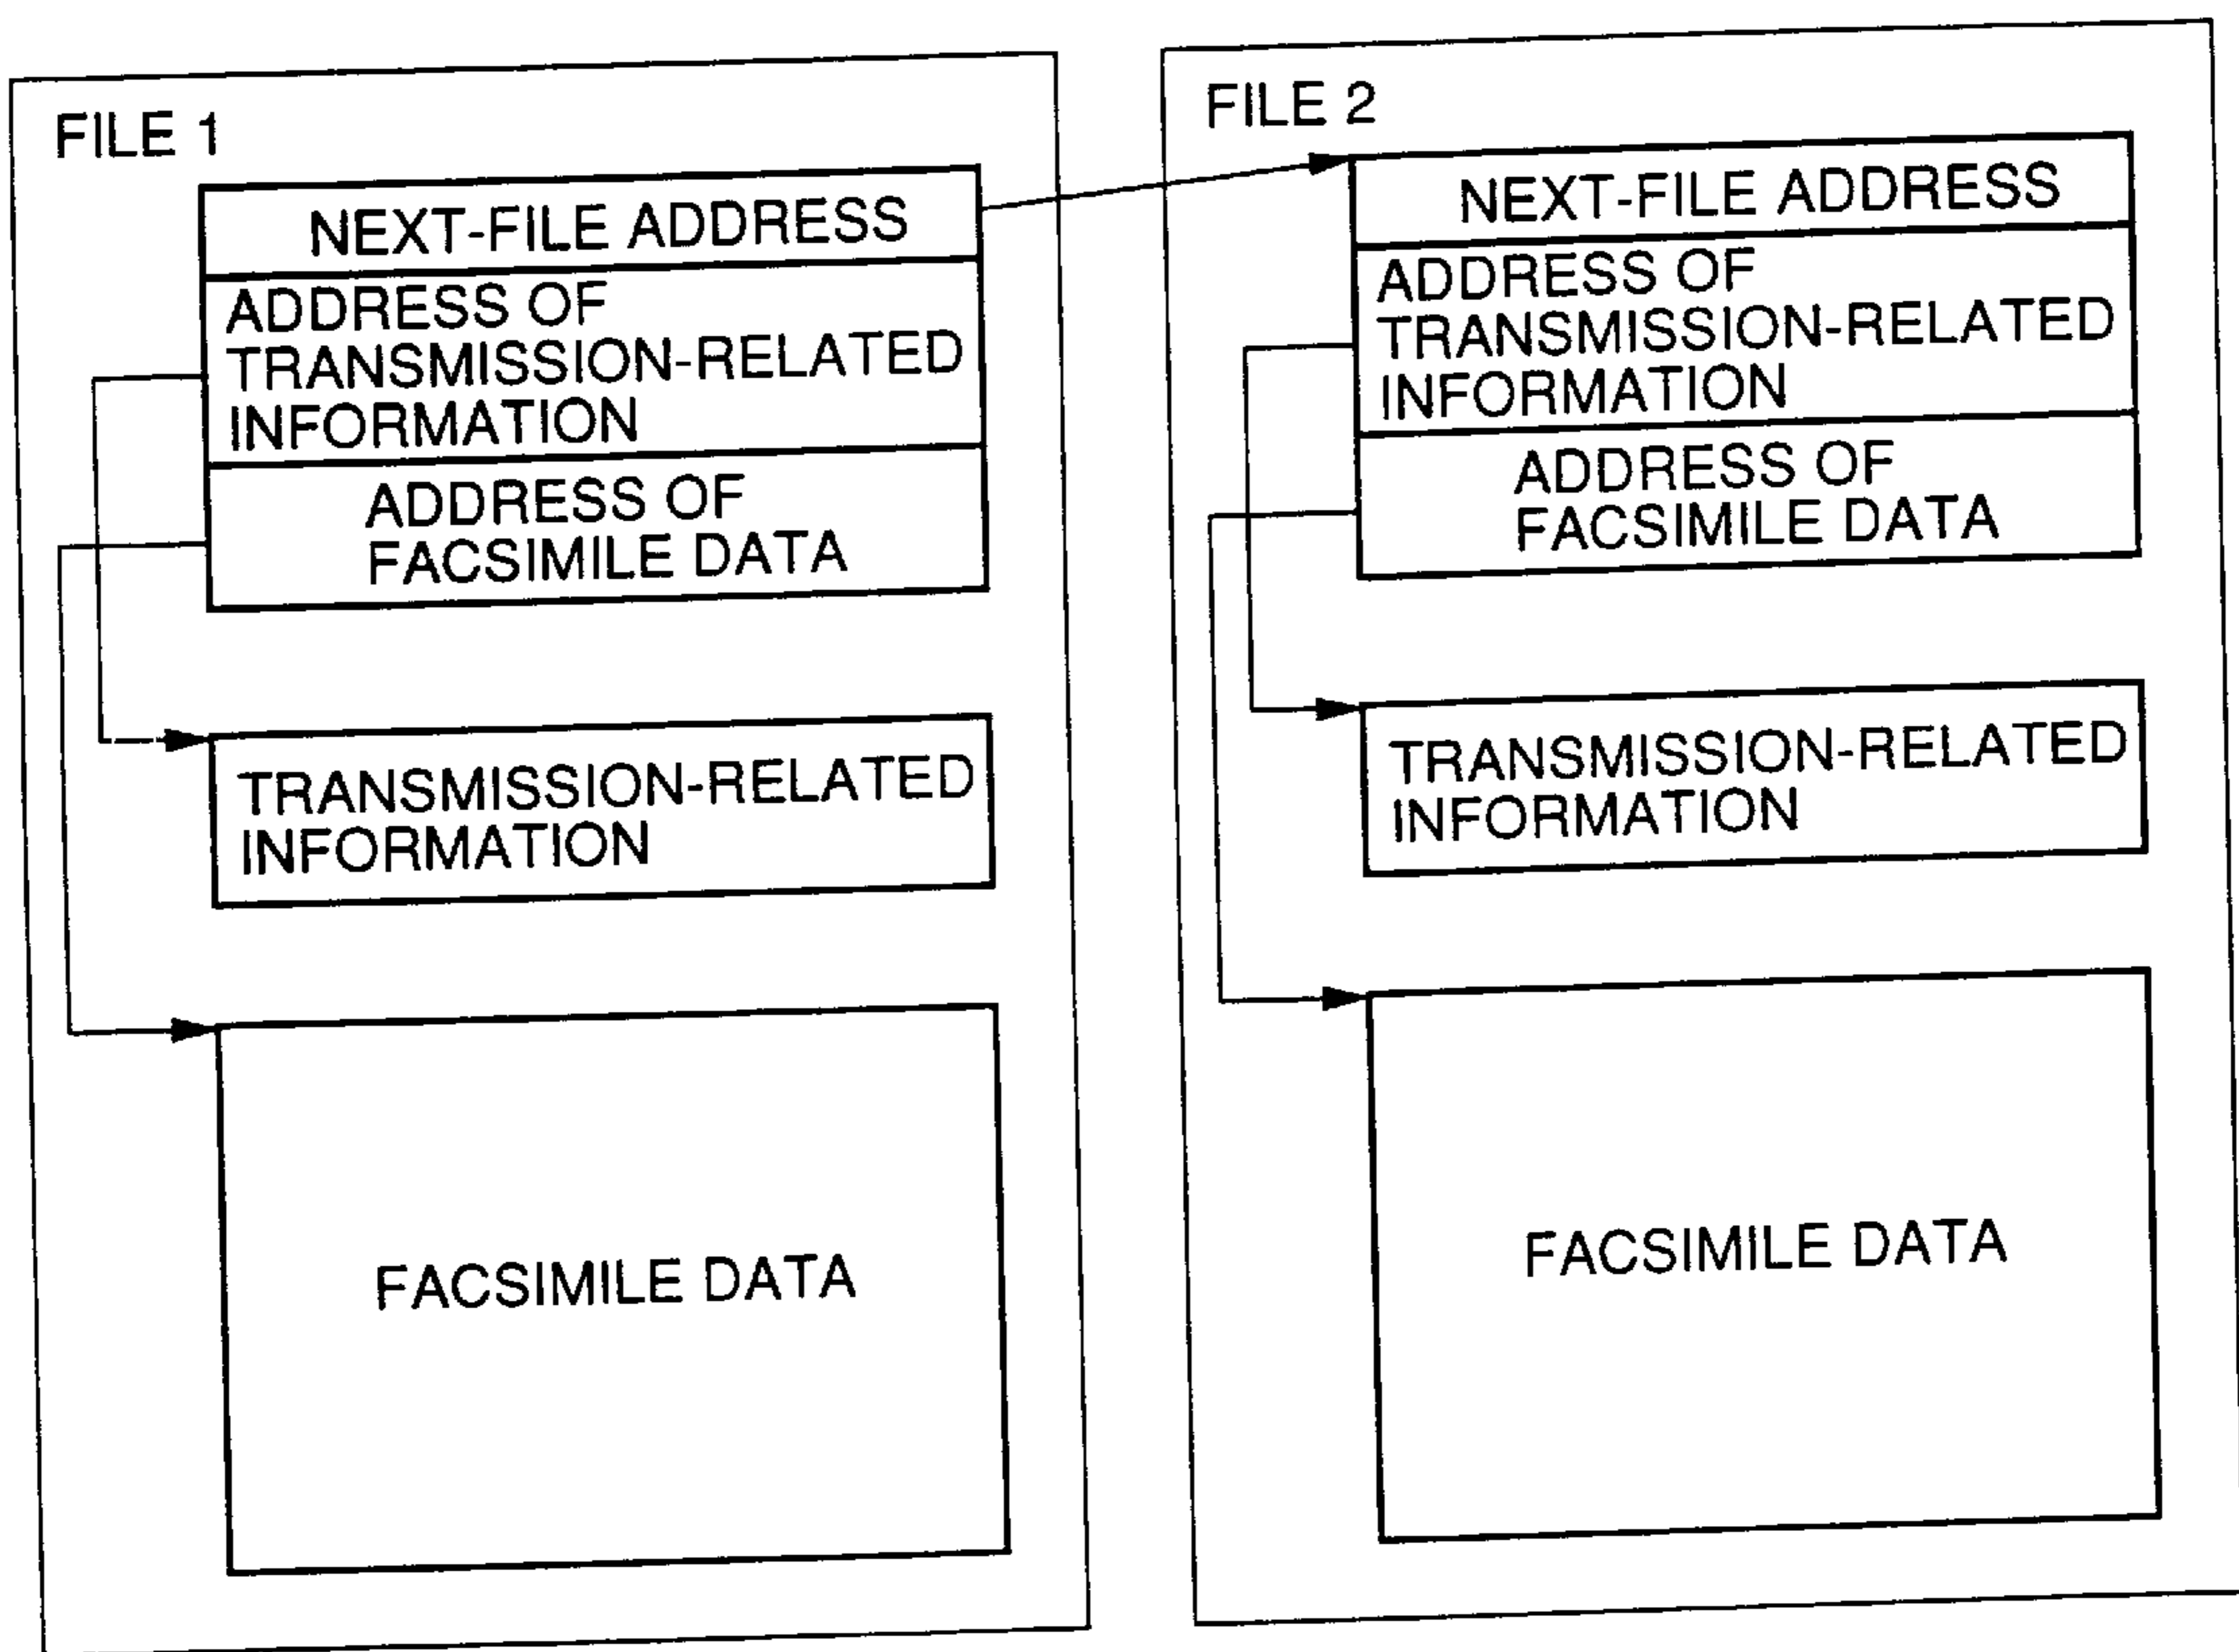 FILE 1
NEXT-FILE ADDRESS
ADDRESS OF
TRANSMISSION-RELATED
INFORMATION
ADDRESS OF
FACSIMILE DATA
TRANSMISSION-RELATED
INFORMATION
FACSIMILE DATA
FILE 2
NEXT-FILE ADDRESS
ADDRESS OF
TRANSMISSION-RELATED
INFORMATION
ADDRESS OF
FACSIMILE DATA
TRANSMISSION-RELATED
INFORMATION
FACSIMILE DATA